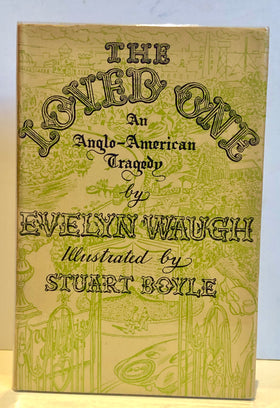 THE
LOVED ONE
An
Anglo-American
Tragedy
by
EVELYN WAUGH
Illustrated by
STUART BOYLE